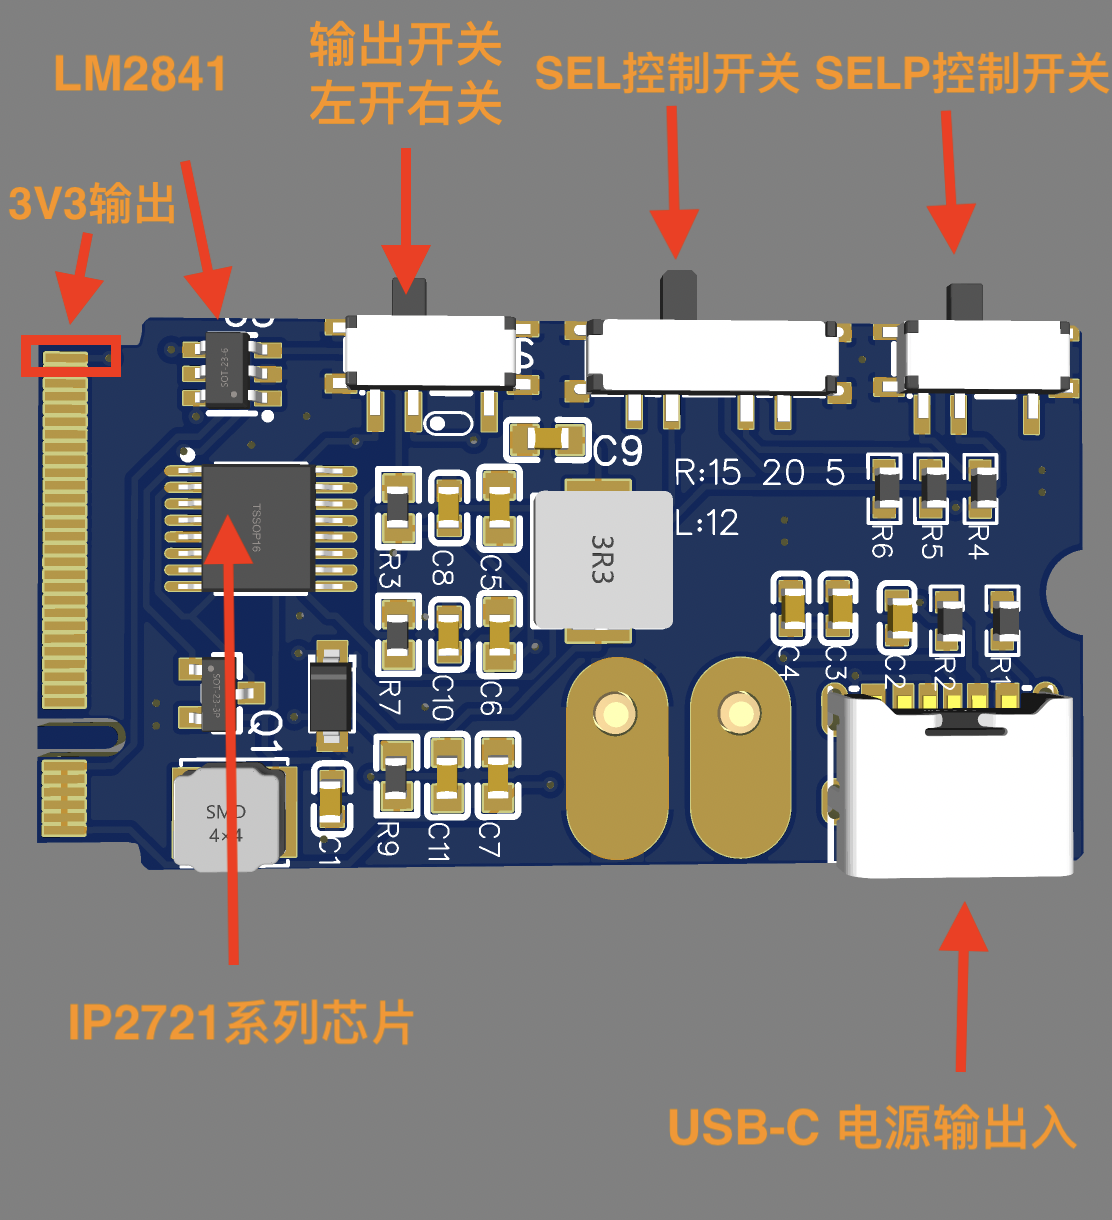 LM2841
输出开关
左开右关
SEL控制开关
SELP控制开关
3V3输出
SOT-23-6
S
C9
R:15 20 5
L:12
TSSOP16
3R3
R3
C8
C5
R6
R5
R4
R7
C10
C6
C4
C3
C2
R2
R1
SOT-23-3P
Q1
SMD
4×4
C1
R9
C11
C7
IP2721系列芯片
USB-C 电源输出入